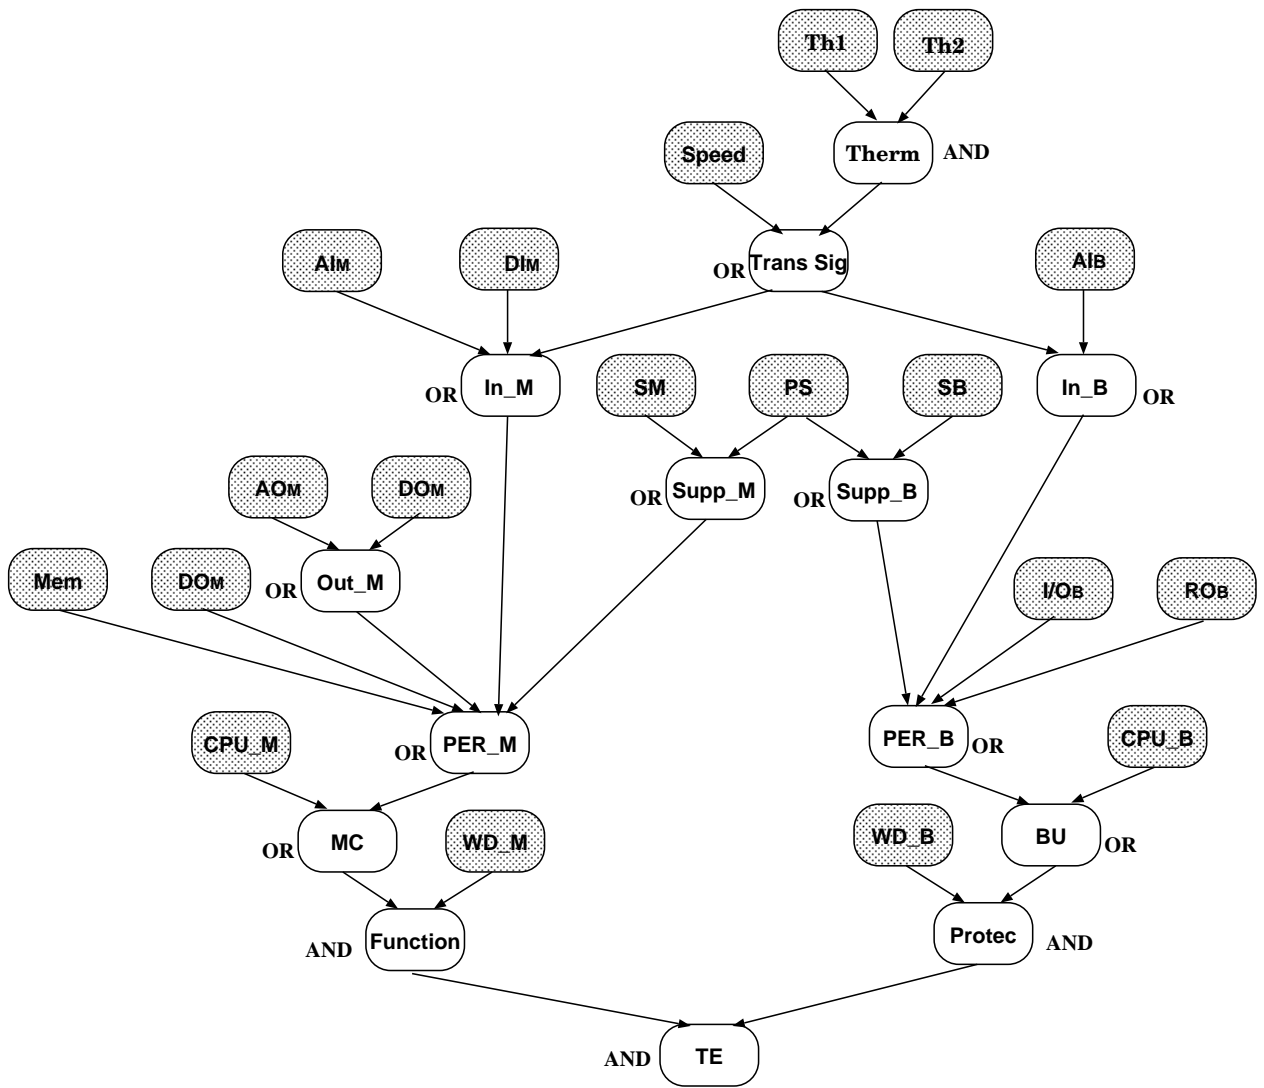 Th1 Th2
Speed Therm AND
AIM DIM OR Trans Sig AIB
OR In_M SM PS SB In_B OR
AOM DOM OR Supp_M OR Supp_B
Mem DOM OR Out_M I/OB ROB
CPU_M OR PER_M PER_B OR CPU_B
OR MC WD_M WD_B BU OR
AND Function Protec AND
AND TE